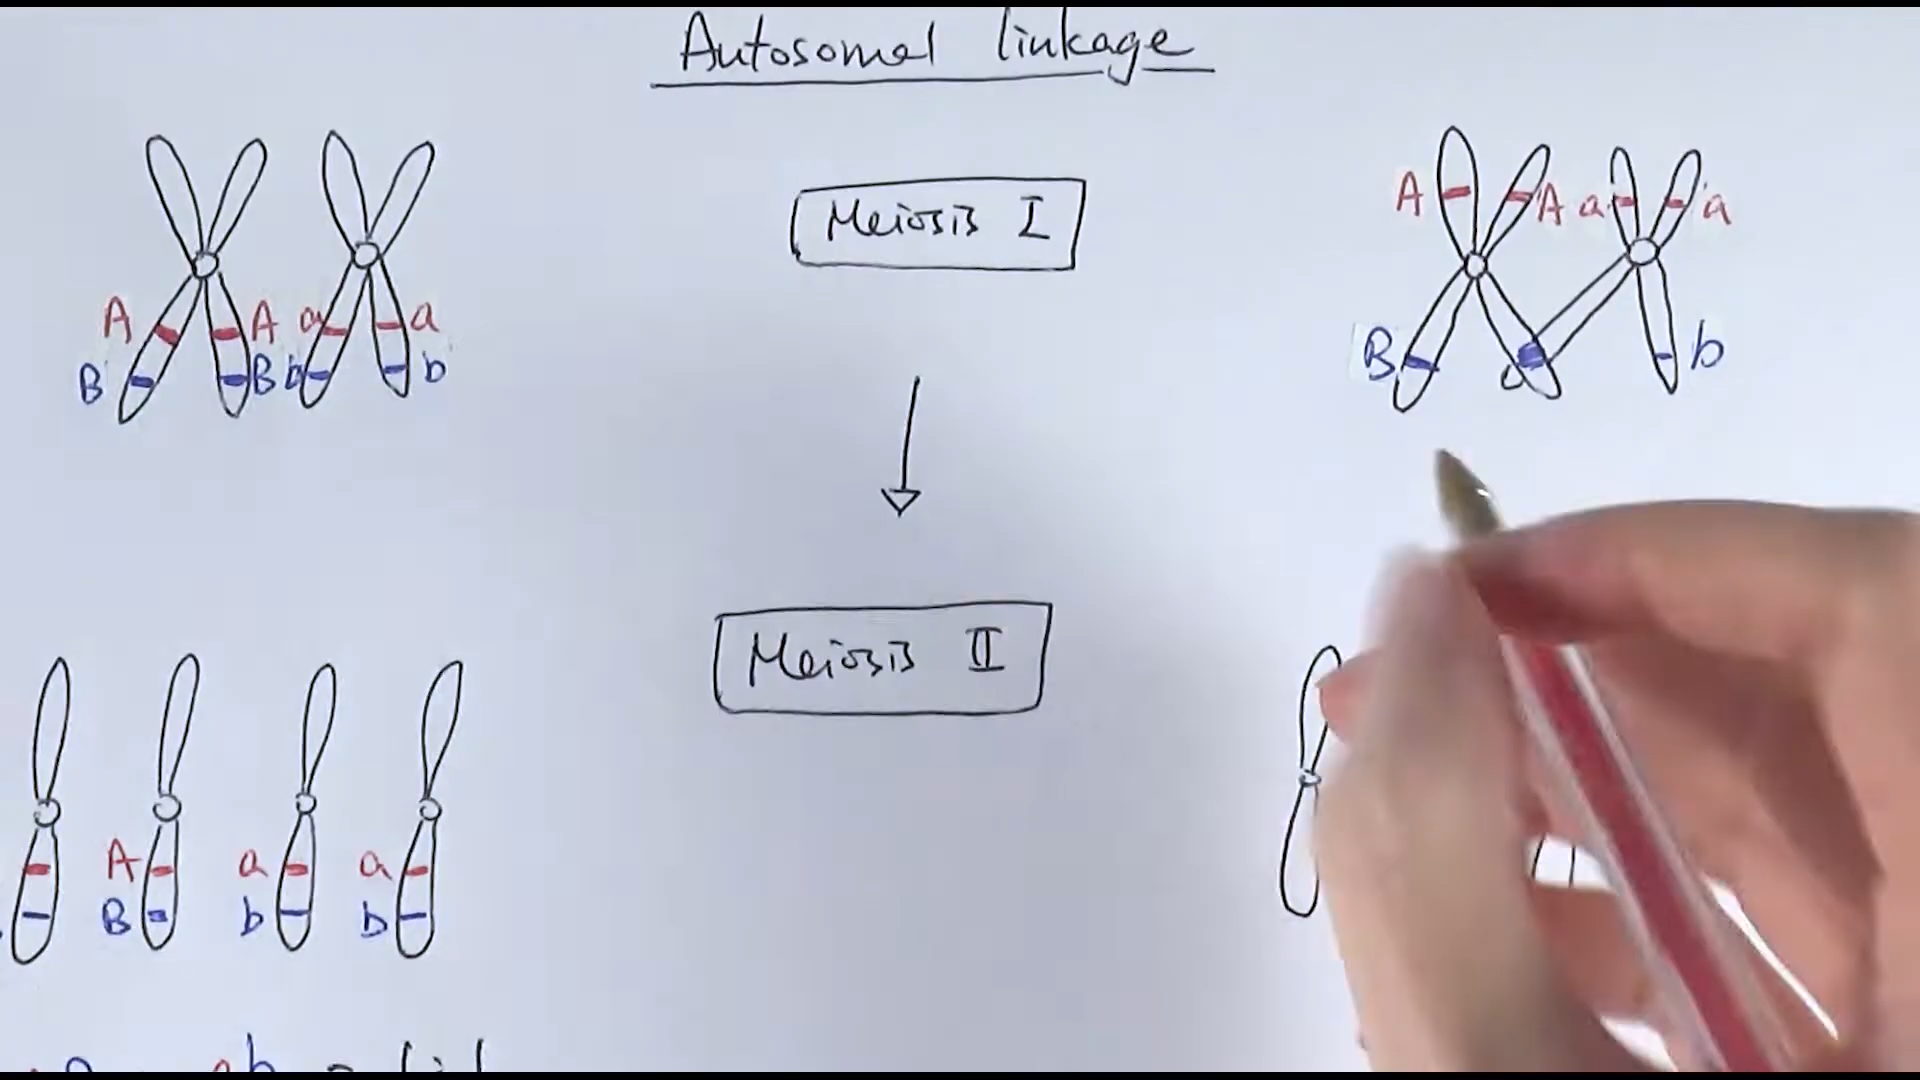 Autosomal linkage
Meiosis I
A A a a
B B b b
A A a a
B b
Meiosis II
A a a
B b b